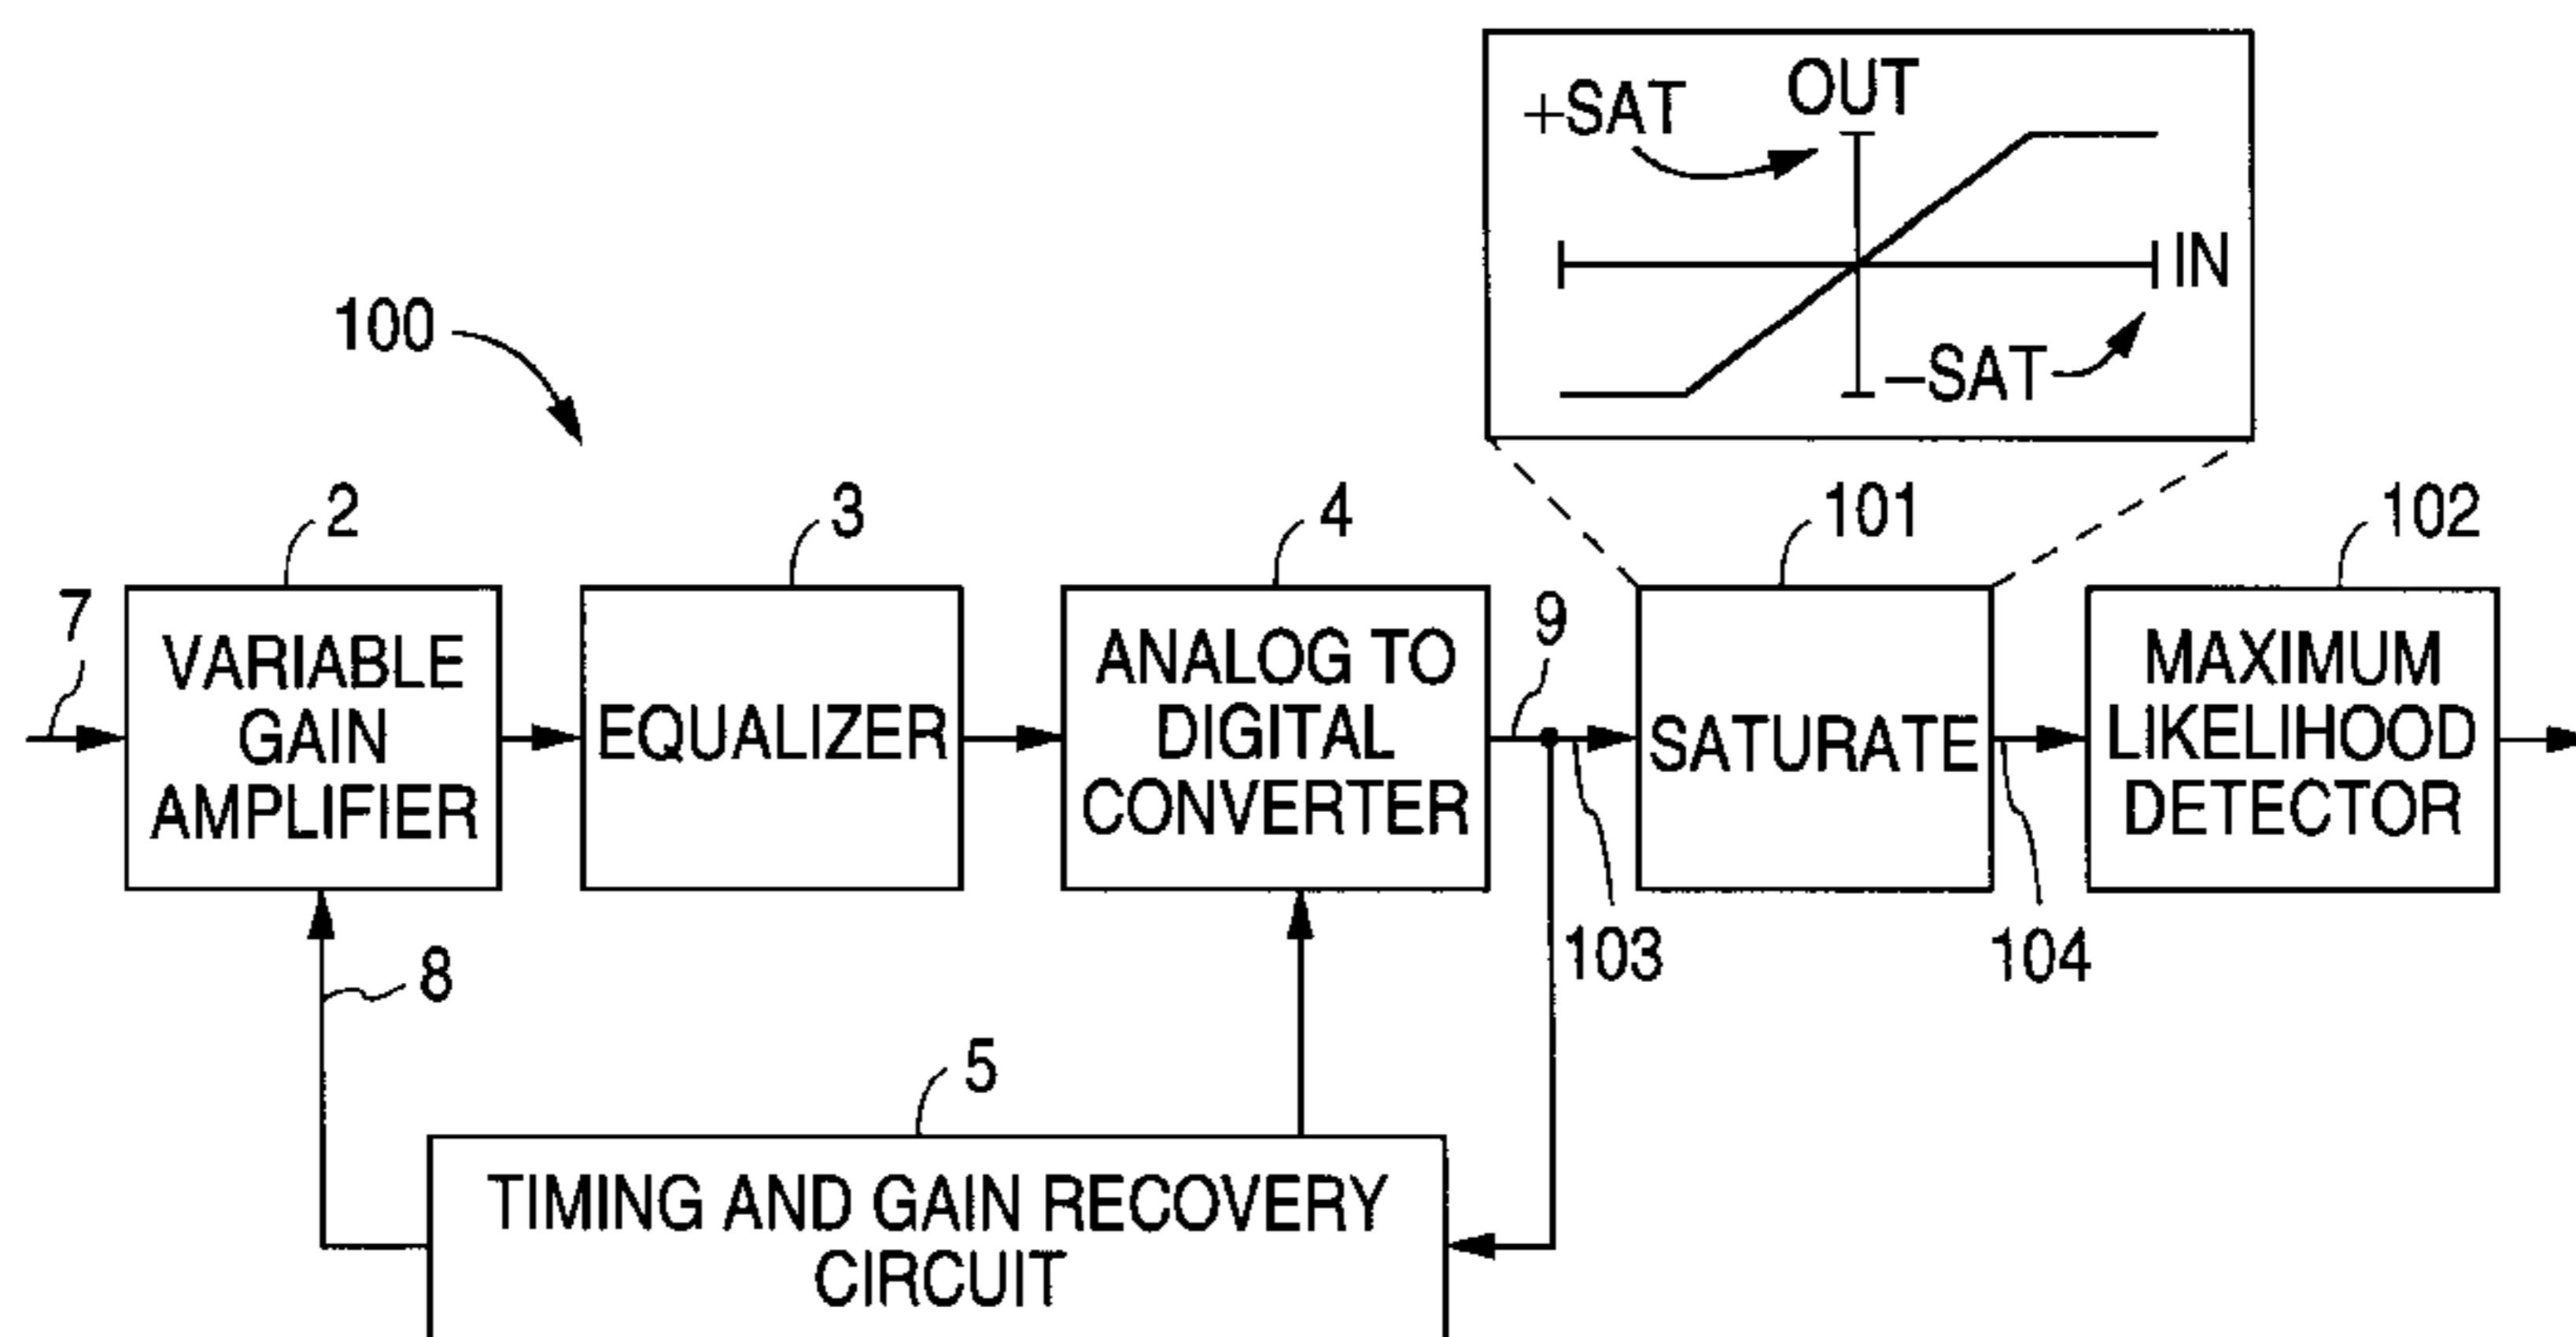 +SAT
OUT
IN
−SAT
100
2
3
4
101
102
7
VARIABLE
GAIN
AMPLIFIER
EQUALIZER
ANALOG TO
DIGITAL
CONVERTER
9
SATURATE
MAXIMUM
LIKELIHOOD
DETECTOR
8
103
104
5
TIMING AND GAIN RECOVERY
CIRCUIT